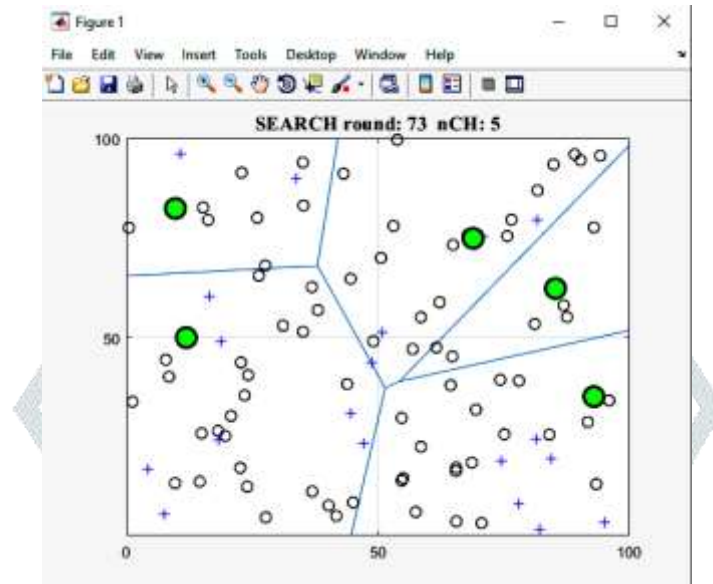 Figure 1
File Edit View Insert Tools Desktop Window Help
SEARCH round: 73 nCH: 5
100
50
0 50 100